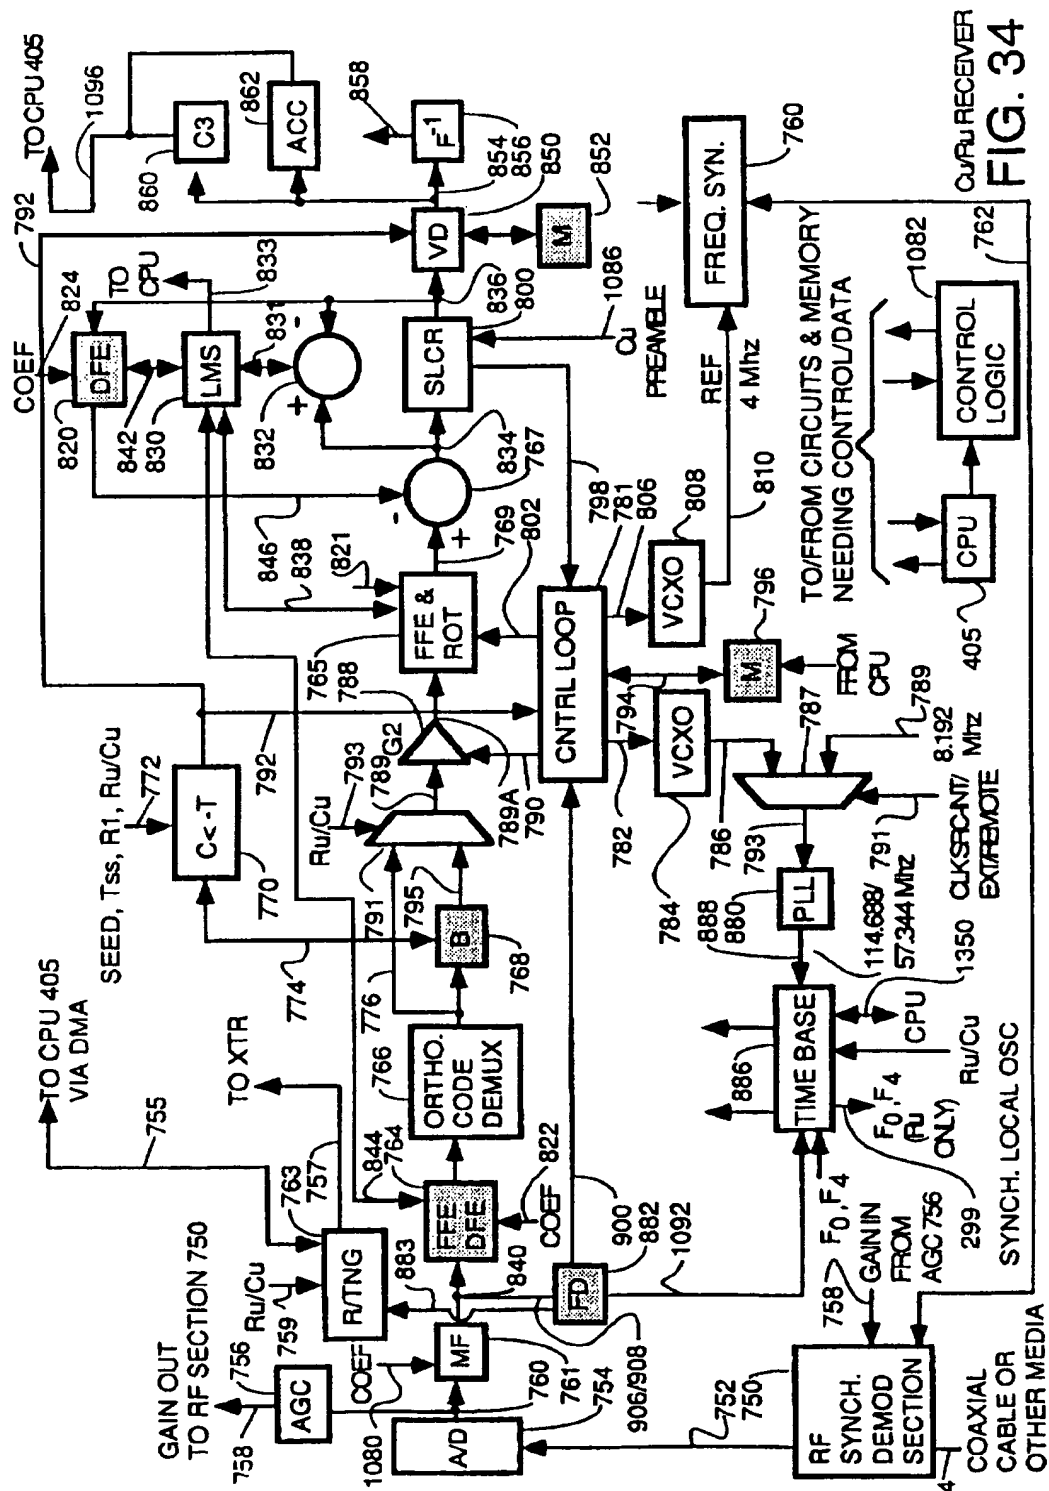 GAIN OUT
TO RF SECTION 750
758
756
AGC
Ru/Cu
759
COEF
1080
A/D
MF
760
761
754
906/908
752
750
RF
SYNCH.
DEMOD
SECTION
4
COAXIAL
CABLE OR
OTHER MEDIA
TO CPU 405
VIA DMA
755
TO XTR
763
757
R/TNG
883
844
764
FFE
DFE
840
COEF
822
FD
900
882
1092
758
F0, F4
GAIN IN
FROM
AGC 756
299
SYNCH. LOCAL OSC
SEED, Tss, R1, Ru/Cu
772
C<-T
770
774
776
766
ORTHO.
CODE
DEMUX
B
768
795
791
Ru/Cu
793
789
G2
788
789A
790
792
765
FFE &
ROT
769
802
821
838
846
-
+
767
834
CNTRL LOOP
798
781
806
782
794
VCXO
784
786
VCXO
808
810
M
796
FROM
CPU
787
789
8.192
Mhz
791
CLK SRC-INT/
EXT/REMOTE
793
PLL
880
888
114.688/
57.344 Mhz
TIME BASE
886
1350
CPU
Ru/Cu
F0, F4
(Ru
ONLY)
COEF
824
792
820
DFE
842
830
LMS
TO
CPU
833
831
832
+
-
SLCR
836
800
1086
Cu
PREAMBLE
VD
M
852
850
856
854
F-1
858
TO CPU 405
1096
860
C3
862
ACC
REF
4 Mhz
FREQ. SYN.
760
762
TO/FROM CIRCUITS & MEMORY
NEEDING CONTROL/DATA
CPU
405
CONTROL
LOGIC
1082
Cu/Ru RECEIVER
FIG. 34